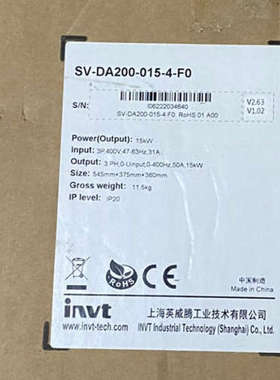 SV-DA200-015-4-F0
S/N:
06222034640
SV-DA200-015-4 F0, RoHS 01 A00
V2.63
V1.02
Power(Output): 15kW
Input: 3P,400V,47-63Hz,31A
Output: 3 PH,0-Uinput,0-400Hz,50A,15kW
Size: 545mm×375mm×360mm
Gross weight: 11.5kg
IP level: IP20
RoHS
CE
中国制造
Made in China
invt
www.invt-tech.com
上海英威腾工业技术有限公司
INVT Industrial Technology (Shanghai) Co., Ltd.